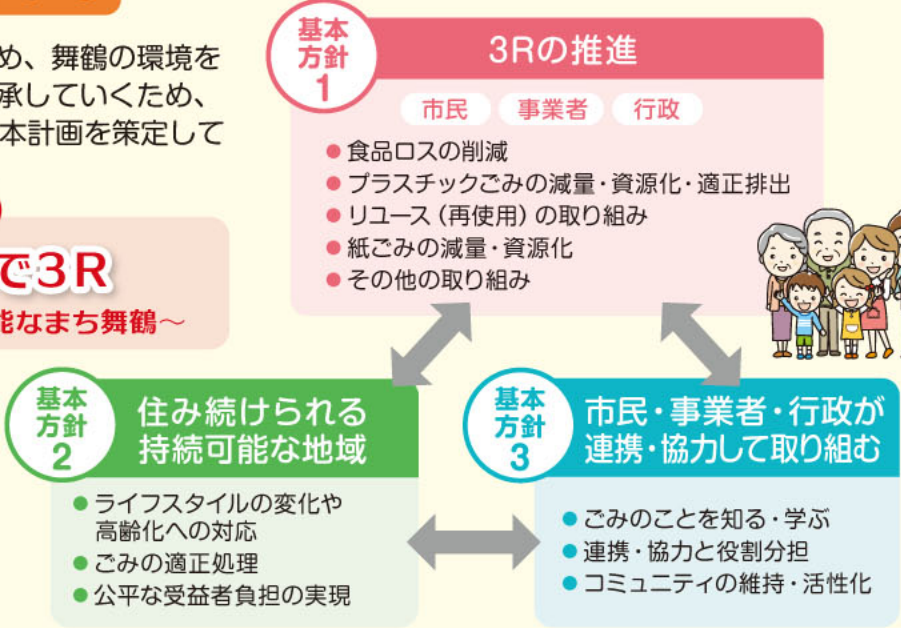 め、舞鶴の環境を
承していくため、
本計画を策定して
で3R
能なまち舞鶴～
基本
方針
1
3Rの推進
市民 事業者 行政
●食品ロスの削減
●プラスチックごみの減量・資源化・適正排出
●リユース（再使用）の取り組み
●紙ごみの減量・資源化
●その他の取り組み
基本
方針
2
住み続けられる
持続可能な地域
●ライフスタイルの変化や
高齢化への対応
●ごみの適正処理
●公平な受益者負担の実現
基本
方針
3
市民・事業者・行政が
連携・協力して取り組む
●ごみのことを知る・学ぶ
●連携・協力と役割分担
●コミュニティの維持・活性化